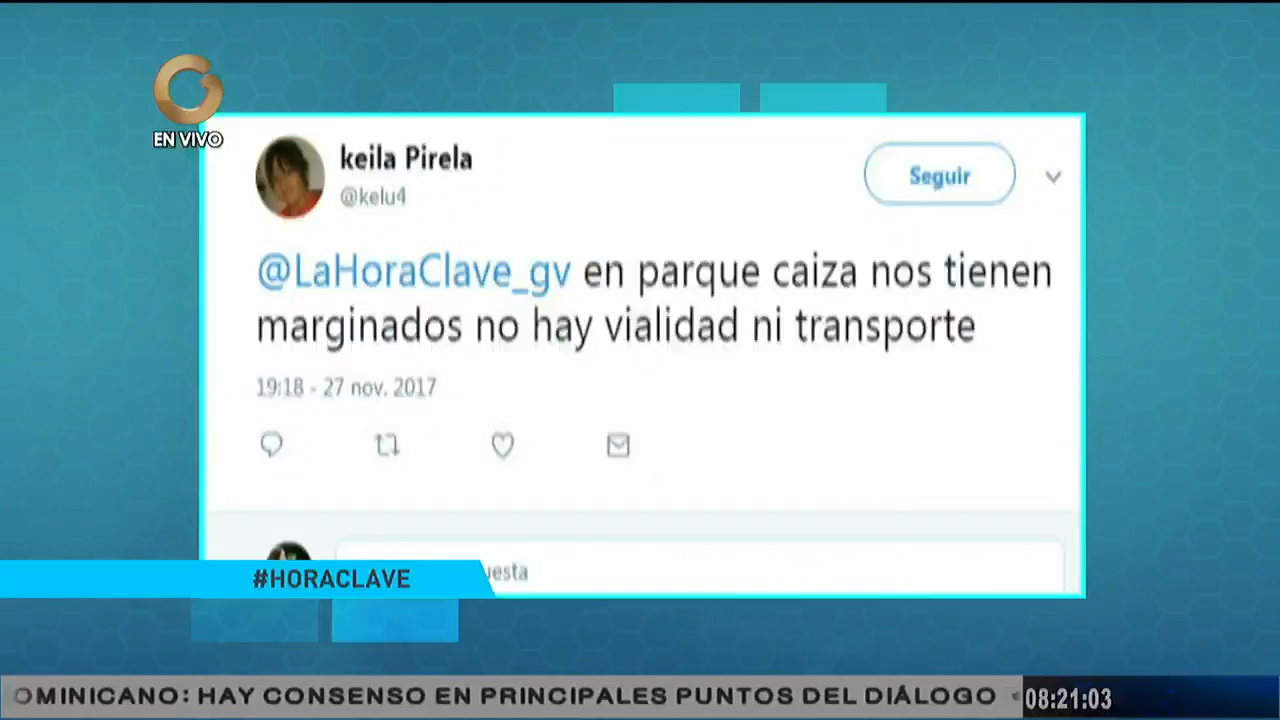 EN VIVO
keila Pirela
@kelu4
Seguir
@LaHoraClave_gv en parque caiza nos tienen
marginados no hay vialidad ni transporte
19:18 - 27 nov. 2017
#HORACLAVE
OMINICANO: HAY CONSENSO EN PRINCIPALES PUNTOS DEL DIÁLOGO
08:21:03